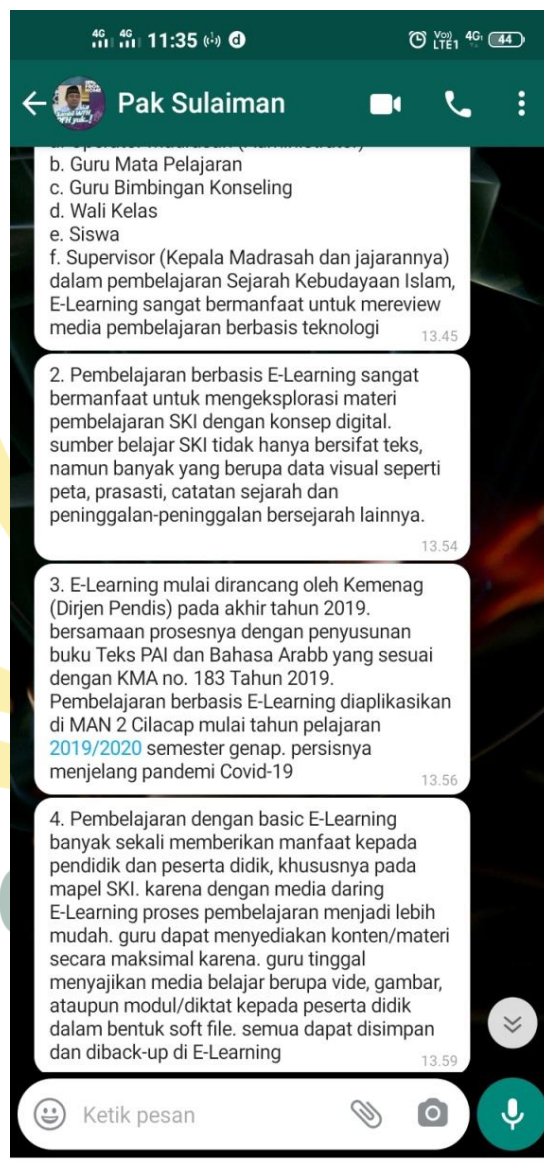 4G 4G 11:35
Vo)) LTE1 4G 44
Pak Sulaiman
a. Operator Madrasah (Administrator)
b. Guru Mata Pelajaran
c. Guru Bimbingan Konseling
d. Wali Kelas
e. Siswa
f. Supervisor (Kepala Madrasah dan jajarannya)
dalam pembelajaran Sejarah Kebudayaan Islam,
E-Learning sangat bermanfaat untuk mereview
media pembelajaran berbasis teknologi
13.45
2. Pembelajaran berbasis E-Learning sangat
bermanfaat untuk mengeksplorasi materi
pembelajaran SKI dengan konsep digital.
sumber belajar SKI tidak hanya bersifat teks,
namun banyak yang berupa data visual seperti
peta, prasasti, catatan sejarah dan
peninggalan-peninggalan bersejarah lainnya.
13.54
3. E-Learning mulai dirancang oleh Kemenag
(Dirjen Pendis) pada akhir tahun 2019.
bersamaan prosesnya dengan penyusunan
buku Teks PAI dan Bahasa Arabb yang sesuai
dengan KMA no. 183 Tahun 2019.
Pembelajaran berbasis E-Learning diaplikasikan
di MAN 2 Cilacap mulai tahun pelajaran
2019/2020 semester genap. persisnya
menjelang pandemi Covid-19
13.56
4. Pembelajaran dengan basic E-Learning
banyak sekali memberikan manfaat kepada
pendidik dan peserta didik, khususnya pada
mapel SKI. karena dengan media daring
E-Learning proses pembelajaran menjadi lebih
mudah. guru dapat menyediakan konten/materi
secara maksimal karena. guru tinggal
menyajikan media belajar berupa vide, gambar,
ataupun modul/diktat kepada peserta didik
dalam bentuk soft file. semua dapat disimpan
dan diback-up di E-Learning
13.59
Ketik pesan